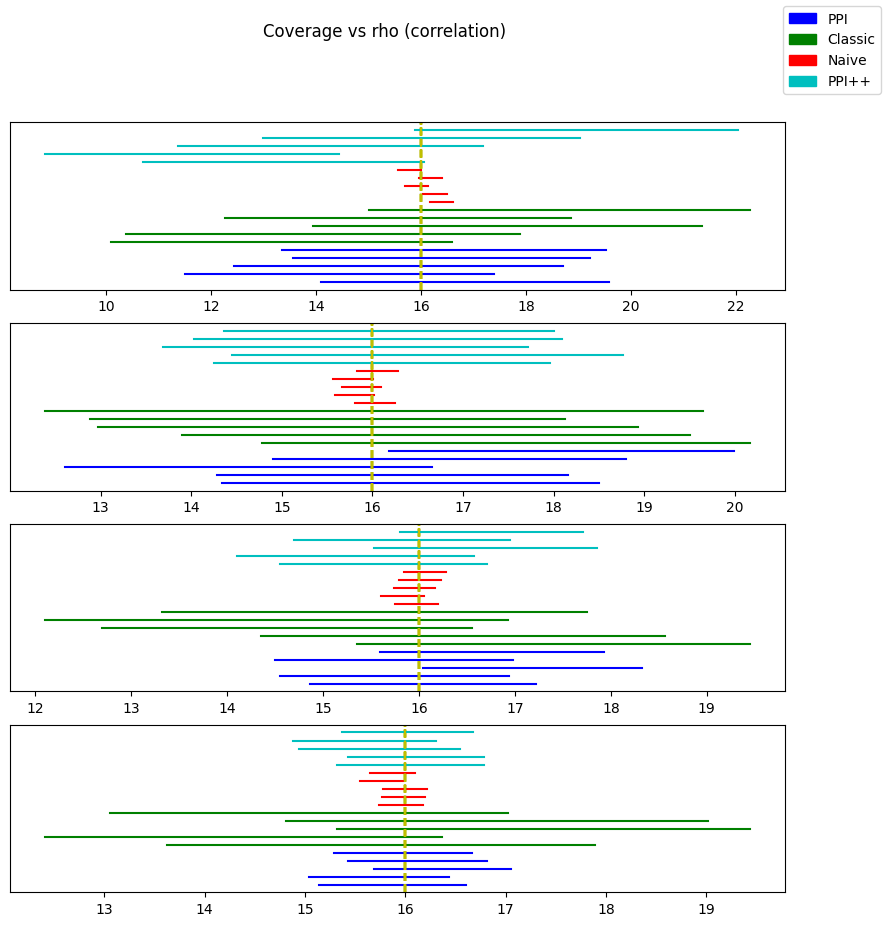 Coverage vs rho (correlation)
PPI
Classic
Naive
PPI++
10 12 14 16 18 20 22
13 14 15 16 17 18 19 20
12 13 14 15 16 17 18 19
13 14 15 16 17 18 19